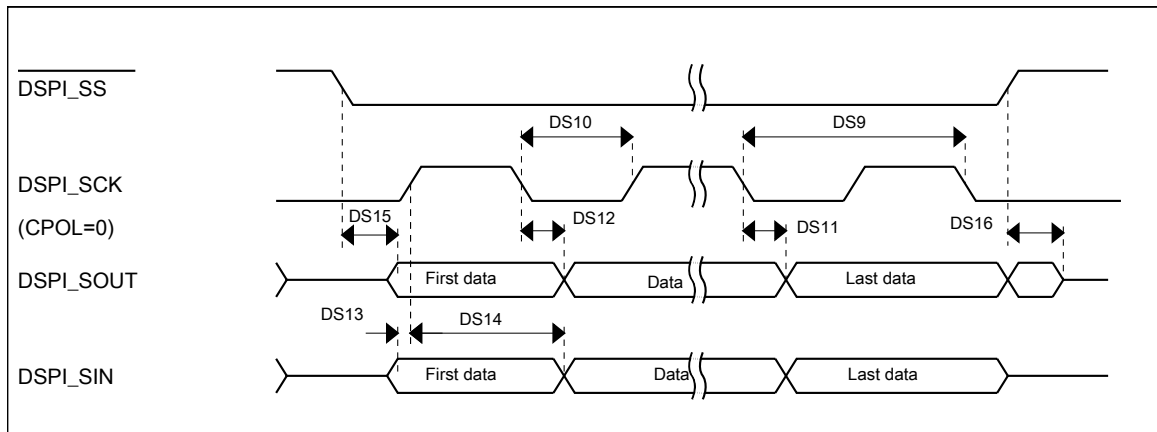 DSPI_SS
DS10
DS9
DSPI_SCK
(CPOL=0)
DS15
DS12
DS11
DS16
DSPI_SOUT
First data
Data
Last data
DS13
DS14
DSPI_SIN
First data
Data
Last data